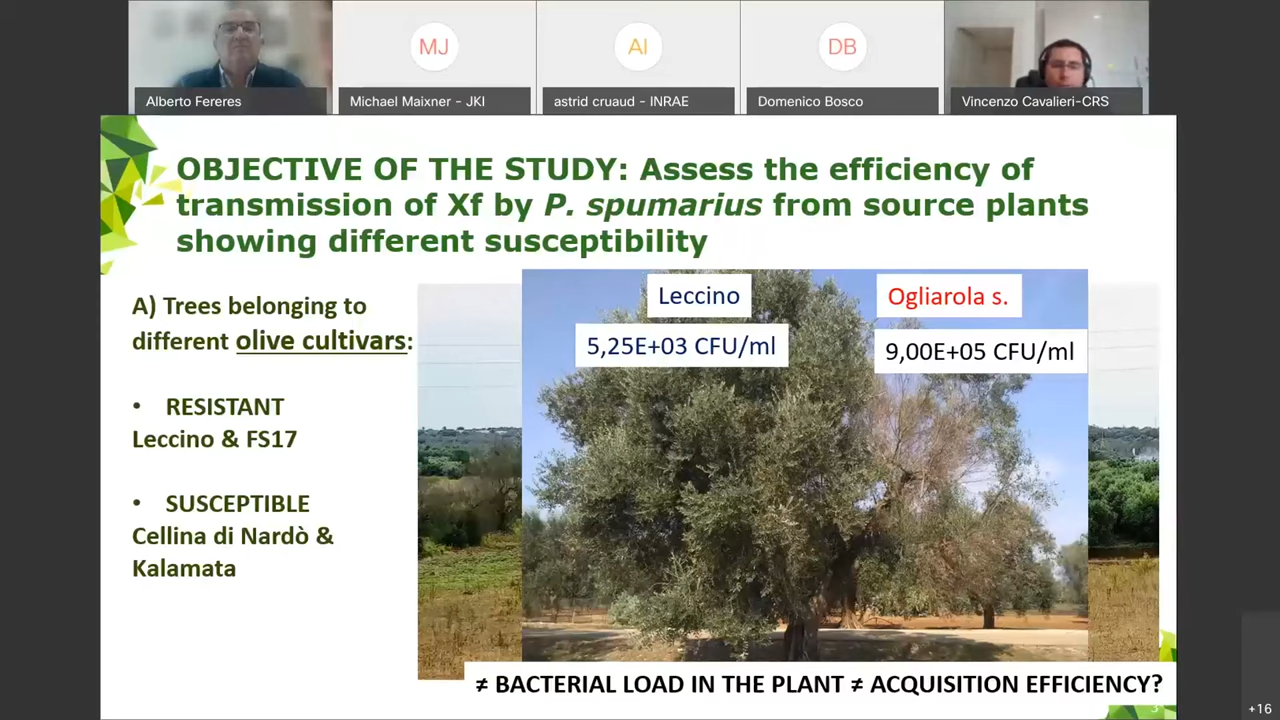 MJ
AI
DB
Alberto Fereres
Michael Maixner - JKI
astrid cruaud - INRAE
Domenico Bosco
Vincenzo Cavalieri-CRS
OBJECTIVE OF THE STUDY: Assess the efficiency of
transmission of Xf by P. spumarius from source plants
showing different susceptibility
A) Trees belonging to
different olive cultivars:
• RESISTANT
Leccino & FS17
• SUSCEPTIBLE
Cellina di Nardò &
Kalamata
Leccino
Ogliarola s.
5,25E+03 CFU/ml
9,00E+05 CFU/ml
≠ BACTERIAL LOAD IN THE PLANT ≠ ACQUISITION EFFICIENCY?
3
+16